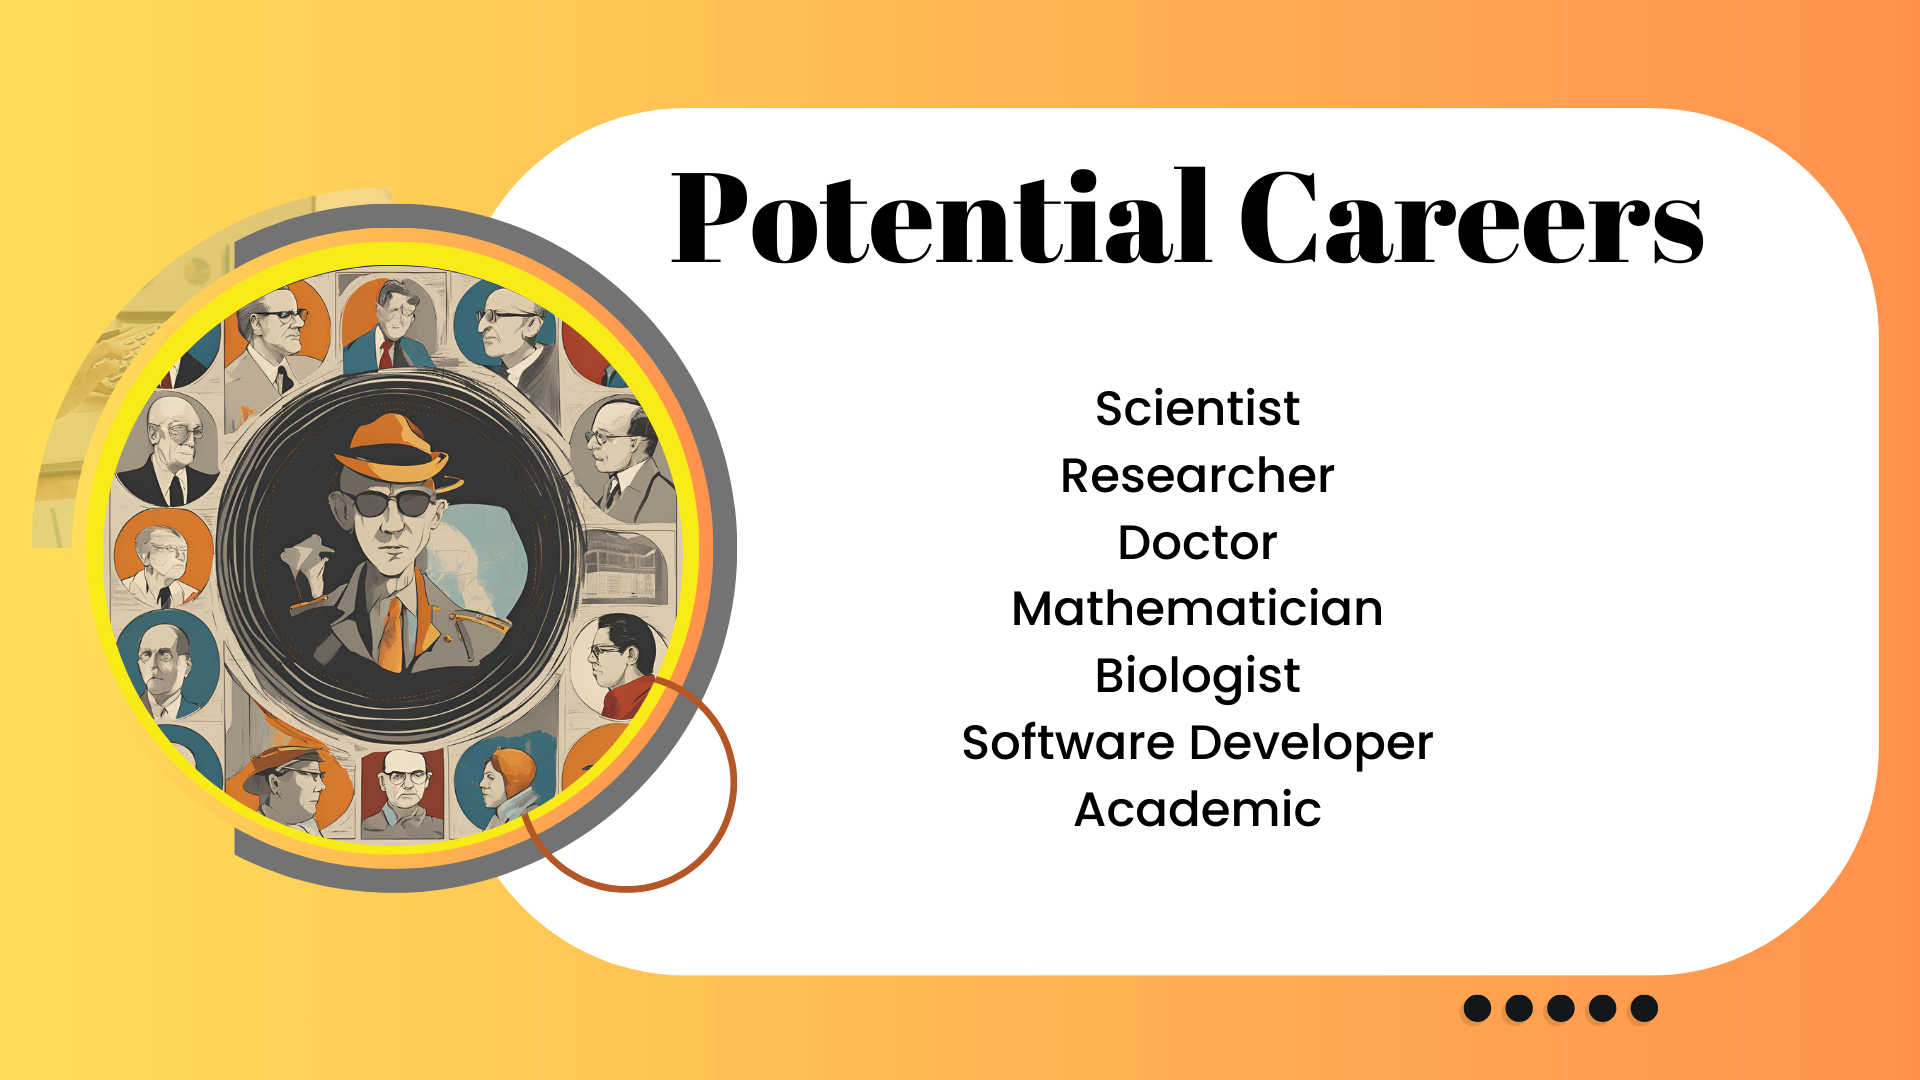 Potential Careers
Scientist
Researcher
Doctor
Mathematician
Biologist
Software Developer
Academic